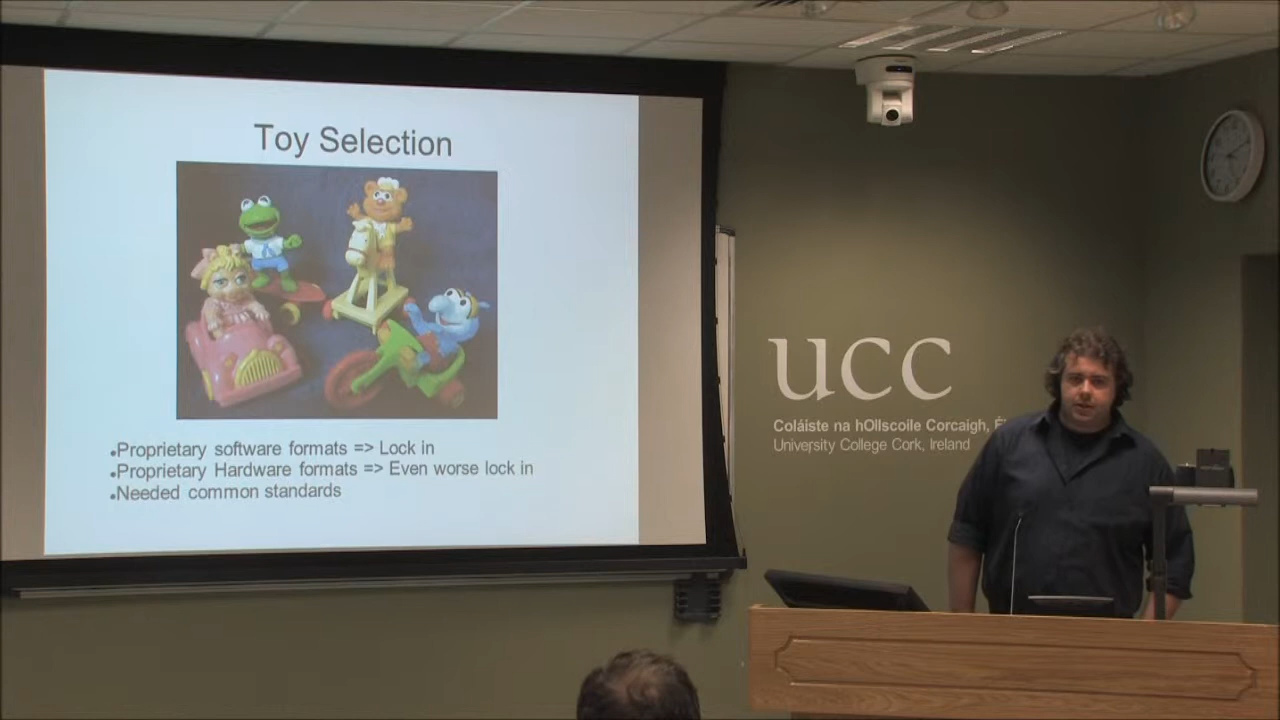 Toy Selection
•Proprietary software formats => Lock in
•Proprietary Hardware formats => Even worse lock in
•Needed common standards
UCC
Coláiste na hOllscoile Corcaigh,
University College Cork, Ireland